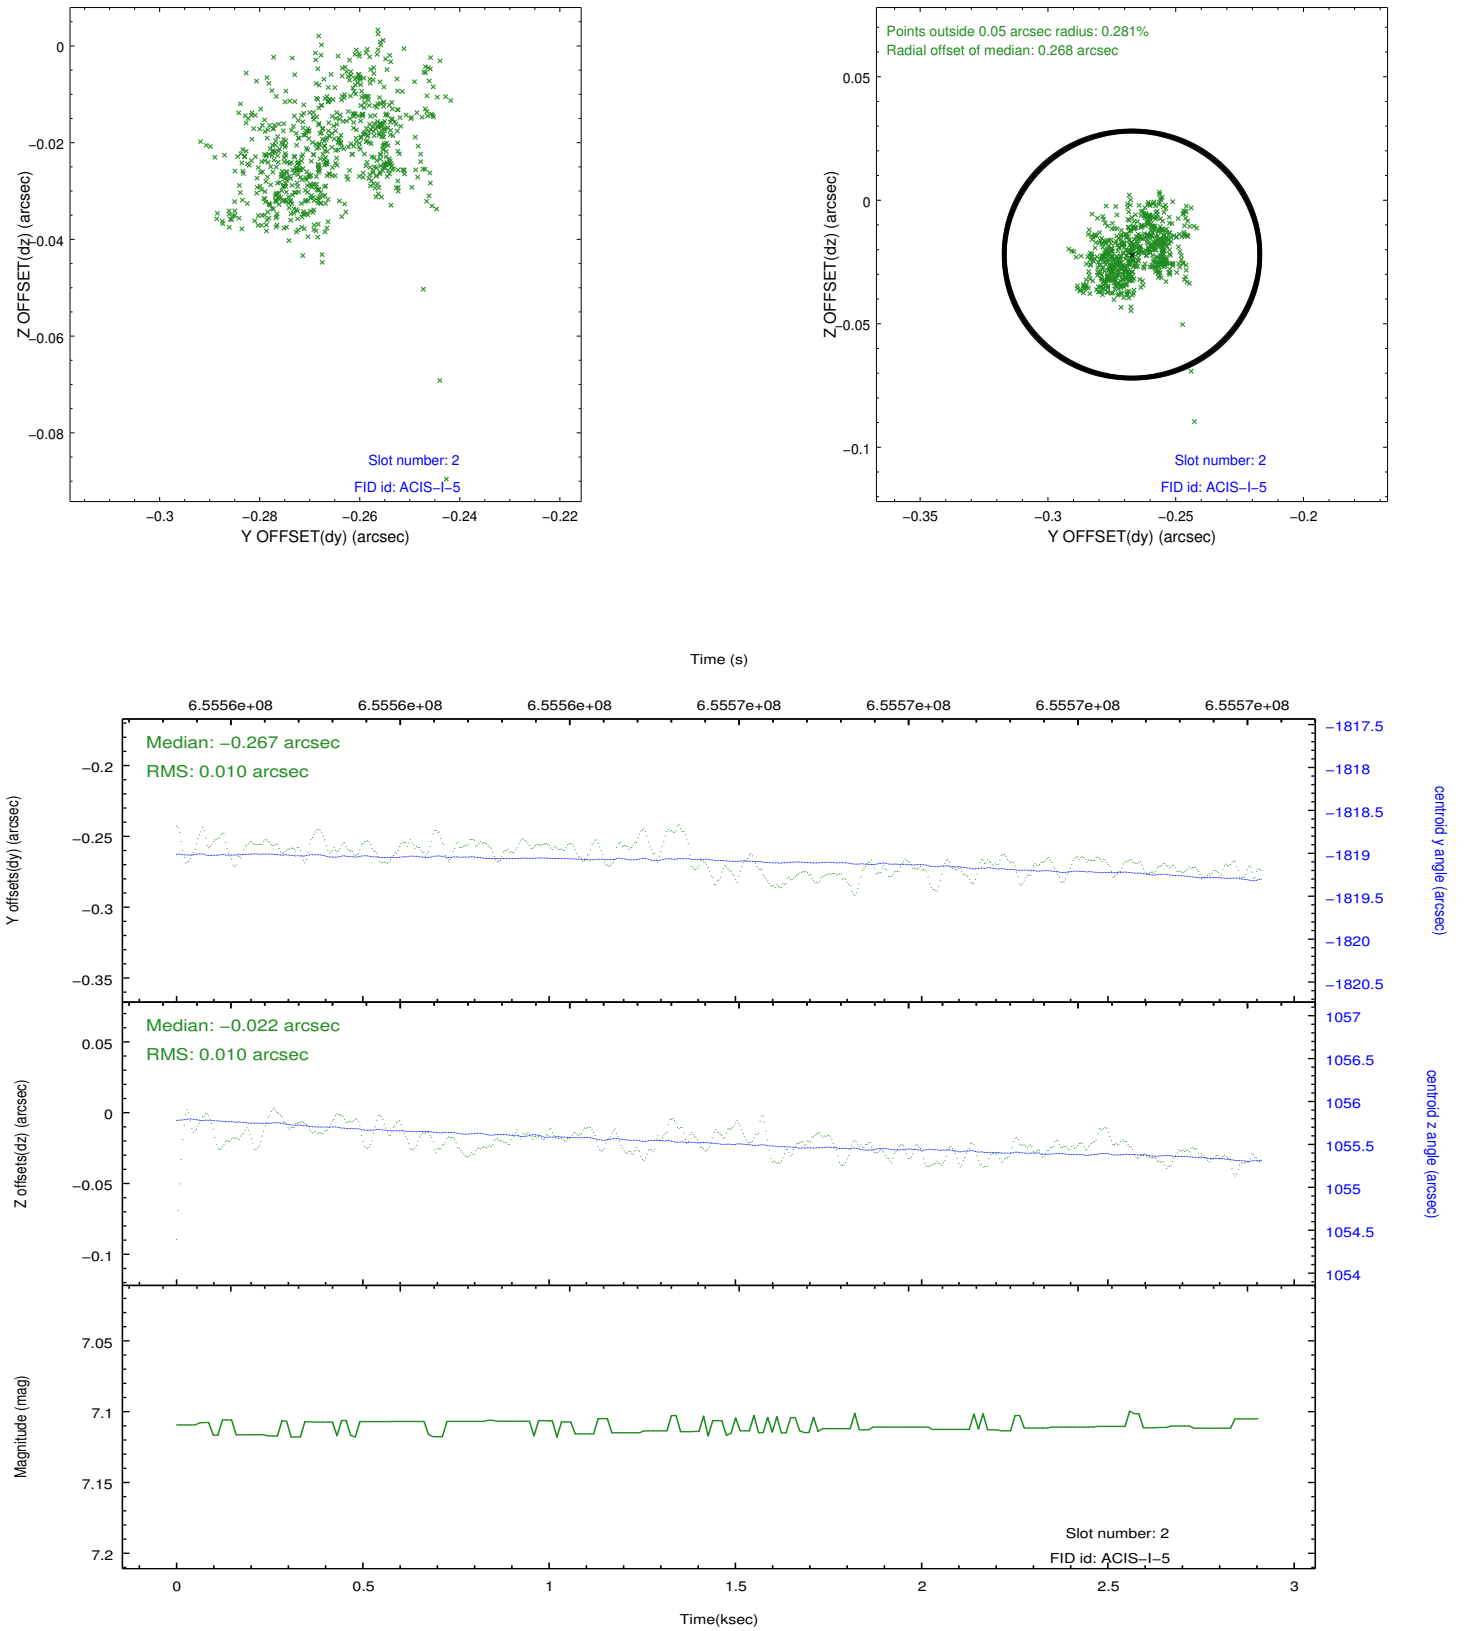 0
−0.02
−0.04
−0.06
−0.08
Z OFFSET(dz) (arcsec)
Slot number: 2
FID id: ACIS−I−5
−0.3
−0.28
−0.26
−0.24
−0.22
Y OFFSET(dy) (arcsec)
Points outside 0.05 arcsec radius: 0.281%
Radial offset of median: 0.268 arcsec
0.05
0
−0.05
−0.1
Z OFFSET(dz) (arcsec)
Slot number: 2
FID id: ACIS−I−5
−0.35
−0.3
−0.25
−0.2
Y OFFSET(dy) (arcsec)
Time (s)
6.5556e+08
6.5556e+08
6.5556e+08
6.5557e+08
6.5557e+08
6.5557e+08
6.5557e+08
Median: −0.267 arcsec
RMS: 0.010 arcsec
−0.2
−0.25
−0.3
−0.35
Y offsets(dy) (arcsec)
−1817.5
−1818
−1818.5
−1819
−1819.5
−1820
−1820.5
centroid y angle (arcsec)
Median: −0.022 arcsec
RMS: 0.010 arcsec
0.05
0
−0.05
−0.1
Z offsets(dz) (arcsec)
1057
1056.5
1056
1055.5
1055
1054.5
1054
centroid z angle (arcsec)
7.05
7.1
7.15
7.2
Magnitude (mag)
Slot number: 2
FID id: ACIS−I−5
0
0.5
1
1.5
2
2.5
3
Time(ksec)